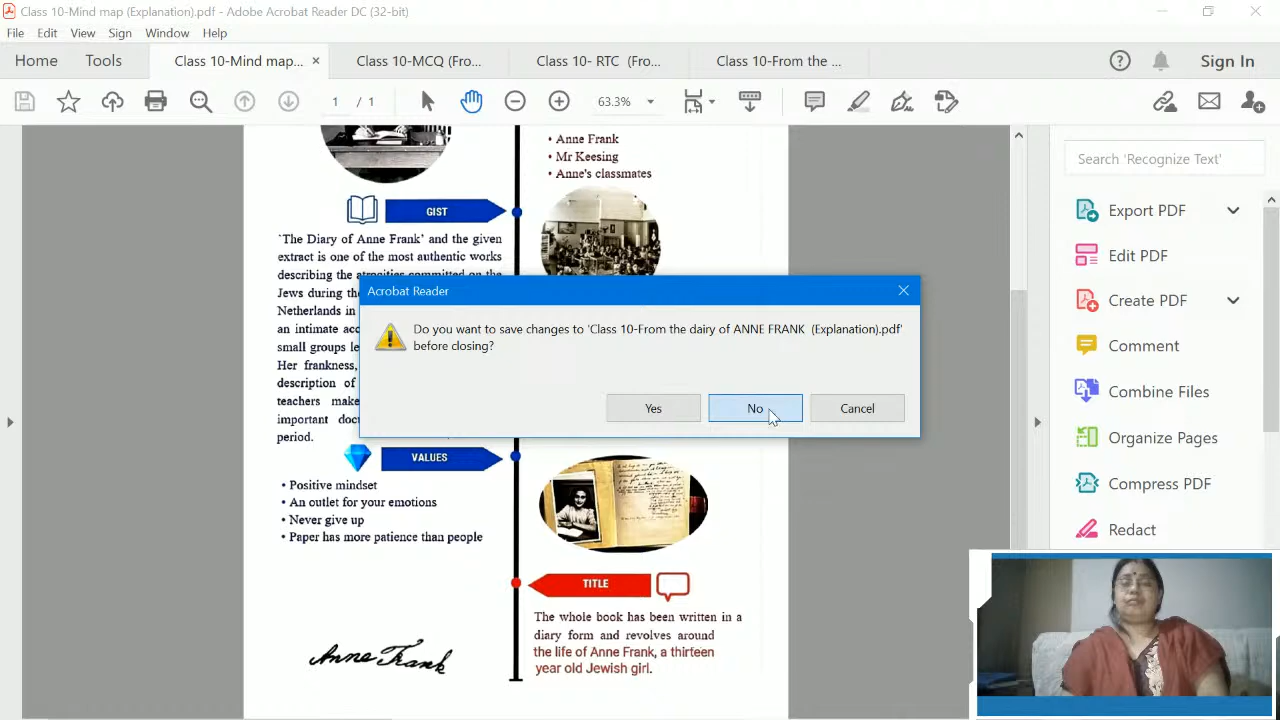 Class 10-Mind map (Explanation).pdf - Adobe Acrobat Reader DC (32-bit)
File Edit View Sign Window Help
Home Tools Class 10-Mind map... × Class 10-MCQ (Fro... Class 10- RTC (Fro... Class 10-From the ... Sign In
1 / 1 63.3%
Search 'Recognize Text'
Export PDF
Edit PDF
Create PDF
Comment
Combine Files
Organize Pages
Compress PDF
Redact
• Anne Frank
• Mr Keesing
• Anne's classmates
GIST
`The Diary of Anne Frank' and the given
extract is one of the most authentic works
describing the atrocities committed on the
Jews during the
Netherlands in
an intimate acc
small groups le
Her frankness,
description of
teachers make
important doc
period.
Acrobat Reader
Do you want to save changes to 'Class 10-From the dairy of ANNE FRANK (Explanation).pdf'
before closing?
Yes No Cancel
VALUES
• Positive mindset
• An outlet for your emotions
• Never give up
• Paper has more patience than people
Anne Frank
TITLE
The whole book has been written in a
diary form and revolves around
the life of Anne Frank, a thirteen
year old Jewish girl.